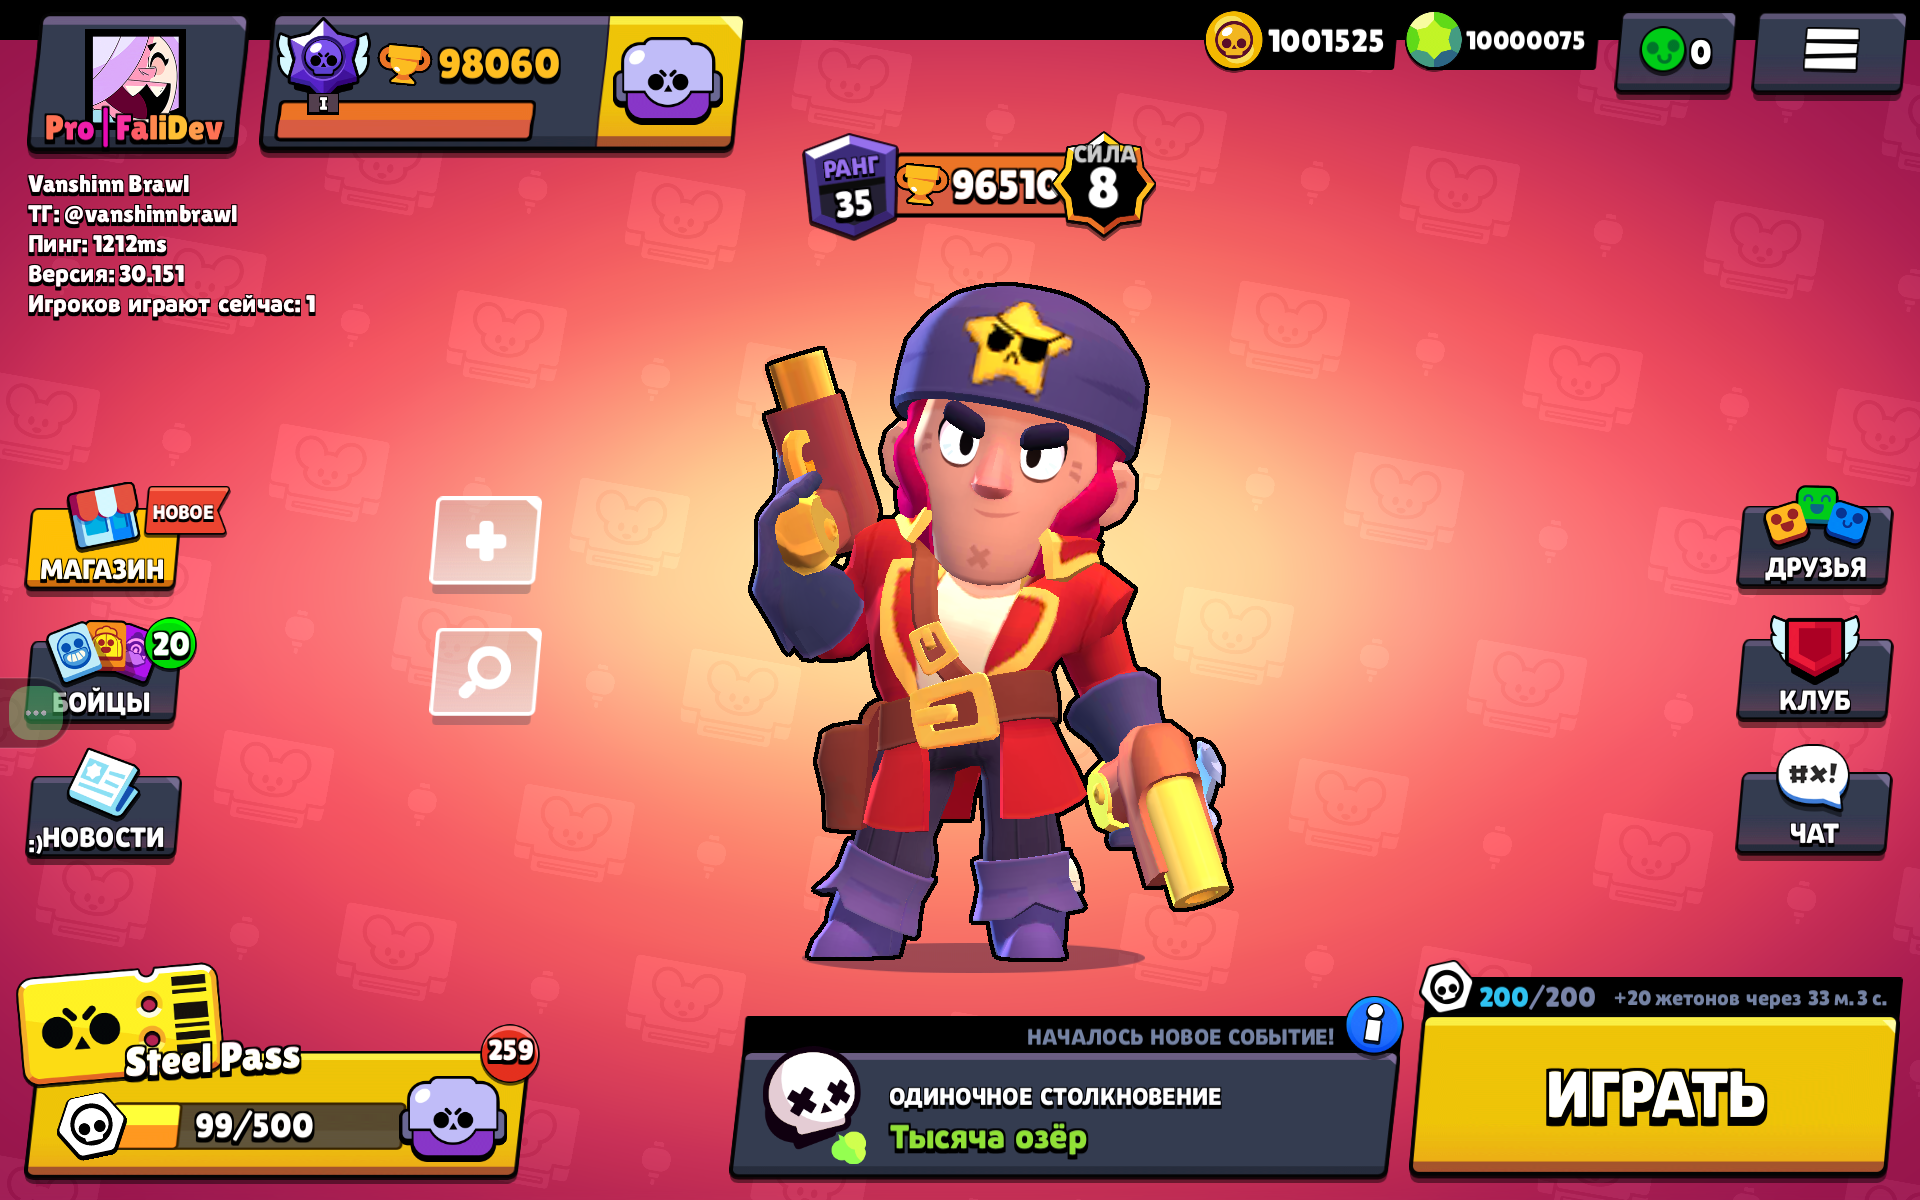 Pro|FaliDev
I
98060
1001525
10000075
0
РАНГ
35
96510
СИЛА
8
Vanshinn Brawl
ТГ: @vanshinnbrawl
Пинг: 1212ms
Версия: 30.151
Игроков играют сейчас: 1
НОВОЕ
МАГАЗИН
20
БОЙЦЫ
:)НОВОСТИ
ДРУЗЬЯ
КЛУБ
#×!
ЧАТ
Steel Pass
259
99/500
НАЧАЛОСЬ НОВОЕ СОБЫТИЕ!
ОДИНОЧНОЕ СТОЛКНОВЕНИЕ
Тысяча озёр
200/200 +20 жетонов через 33 м. 3 с.
ИГРАТЬ